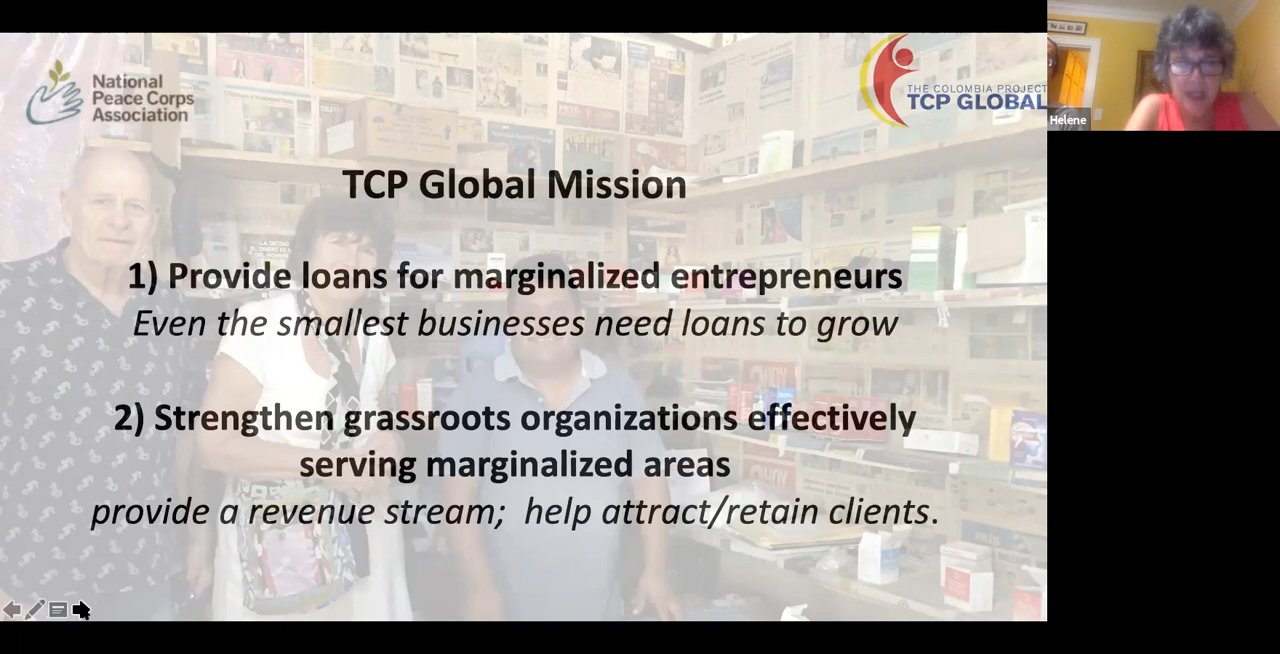 National
Peace Corps
Association
THE COLOMBIA PROJECT
TCP GLOBAL
Helene
TCP Global Mission
1) Provide loans for marginalized entrepreneurs
Even the smallest businesses need loans to grow
2) Strengthen grassroots organizations effectively
serving marginalized areas
provide a revenue stream;  help attract/retain clients.